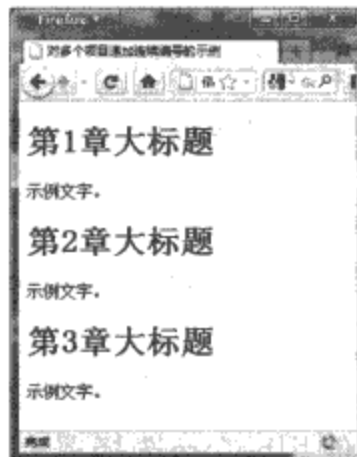 Firefox
对多个项目追加连续编号的示例
第1章大标题
示例文字。
第2章大标题
示例文字。
第3章大标题
示例文字。
完成